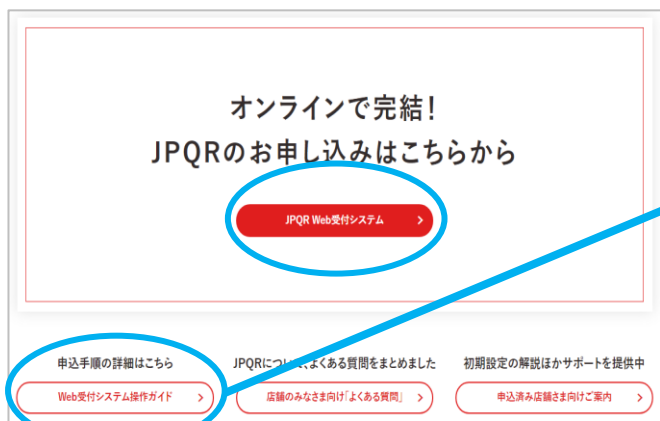 オンラインで完結!
JPQRのお申し込みはこちらから
JPQR Web受付システム
申込手順の詳細はこちら
Web受付システム操作ガイド
JPQRについて、よくある質問をまとめました
店舗のみなさま向け「よくある質問」
初期設定の解説ほかサポートを提供中
申込済み店舗さま向けご案内